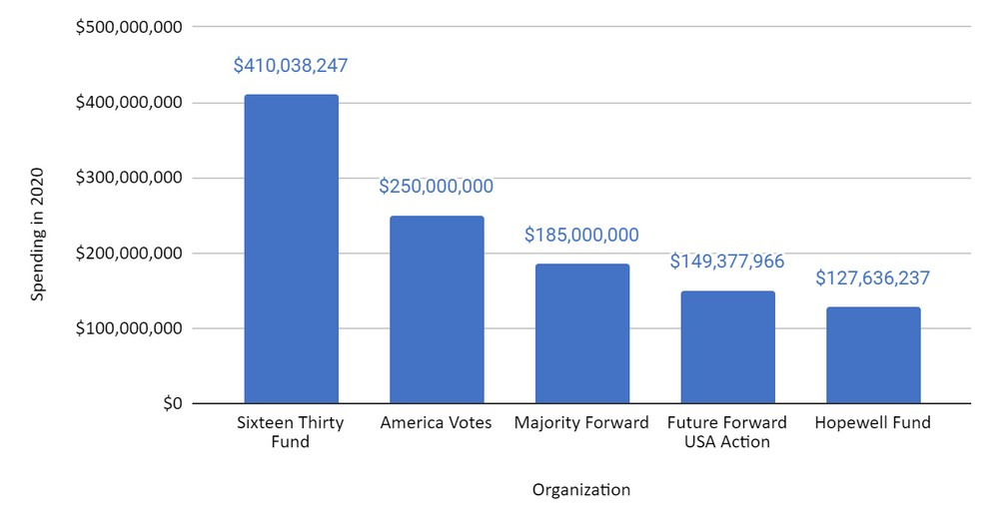 $500,000,000
$410,038,247
$400,000,000
$300,000,000
$250,000,000
$185,000,000
$200,000,000
$149,377,966
$127,636,237
$100,000,000
$0
Spending in 2020
Sixteen Thirty
Fund
America Votes
Majority Forward
Future Forward
USA Action
Hopewell Fund
Organization